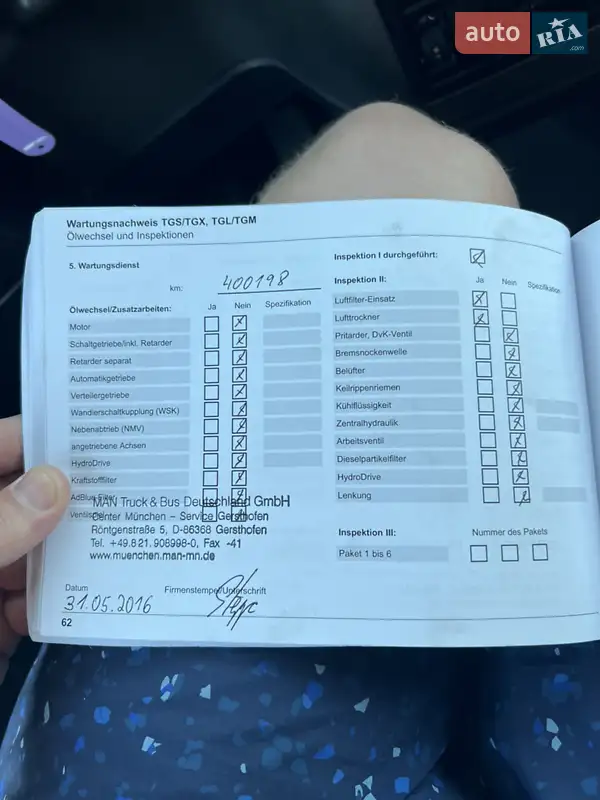 auto RIA.com
Wartungsnachweis TGS/TGX, TGL/TGM
Ölwechsel und Inspektionen
5. Wartungsdienst
km: 400198
Ölwechsel/Zusatzarbeiten: Ja Nein Spezifikation
Motor
Schaltgetriebe/inkl. Retarder
Retarder separat
Automatikgetriebe
Verteilergetriebe
Wandlerschaltkupplung (WSK)
Nebenabtrieb (NMV)
angetriebene Achsen
HydroDrive
Kraftstofffilter
AdBlue Filter
Ventilspiel
MAN Truck & Bus Deutschland GmbH
Center München – Service Gersthofen
Röntgenstraße 5, D-86368 Gersthofen
Tel. +49.821.908998-0, Fax -41
www.muenchen.man-mn.de
Datum Firmenstempel/Unterschrift
31.05.2016
62
Inspektion I durchgeführt:
Inspektion II: Ja Nein Spezifikation
Luftfilter-Einsatz
Lufttrockner
Pritarder, DvK-Ventil
Bremsnockenwelle
Belüfter
Keilrippenriemen
Kühlflüssigkeit
Zentralhydraulik
Arbeitsventil
Dieselpartikelfilter
HydroDrive
Lenkung
Inspektion III: Nummer des Pakets
Paket 1 bis 6